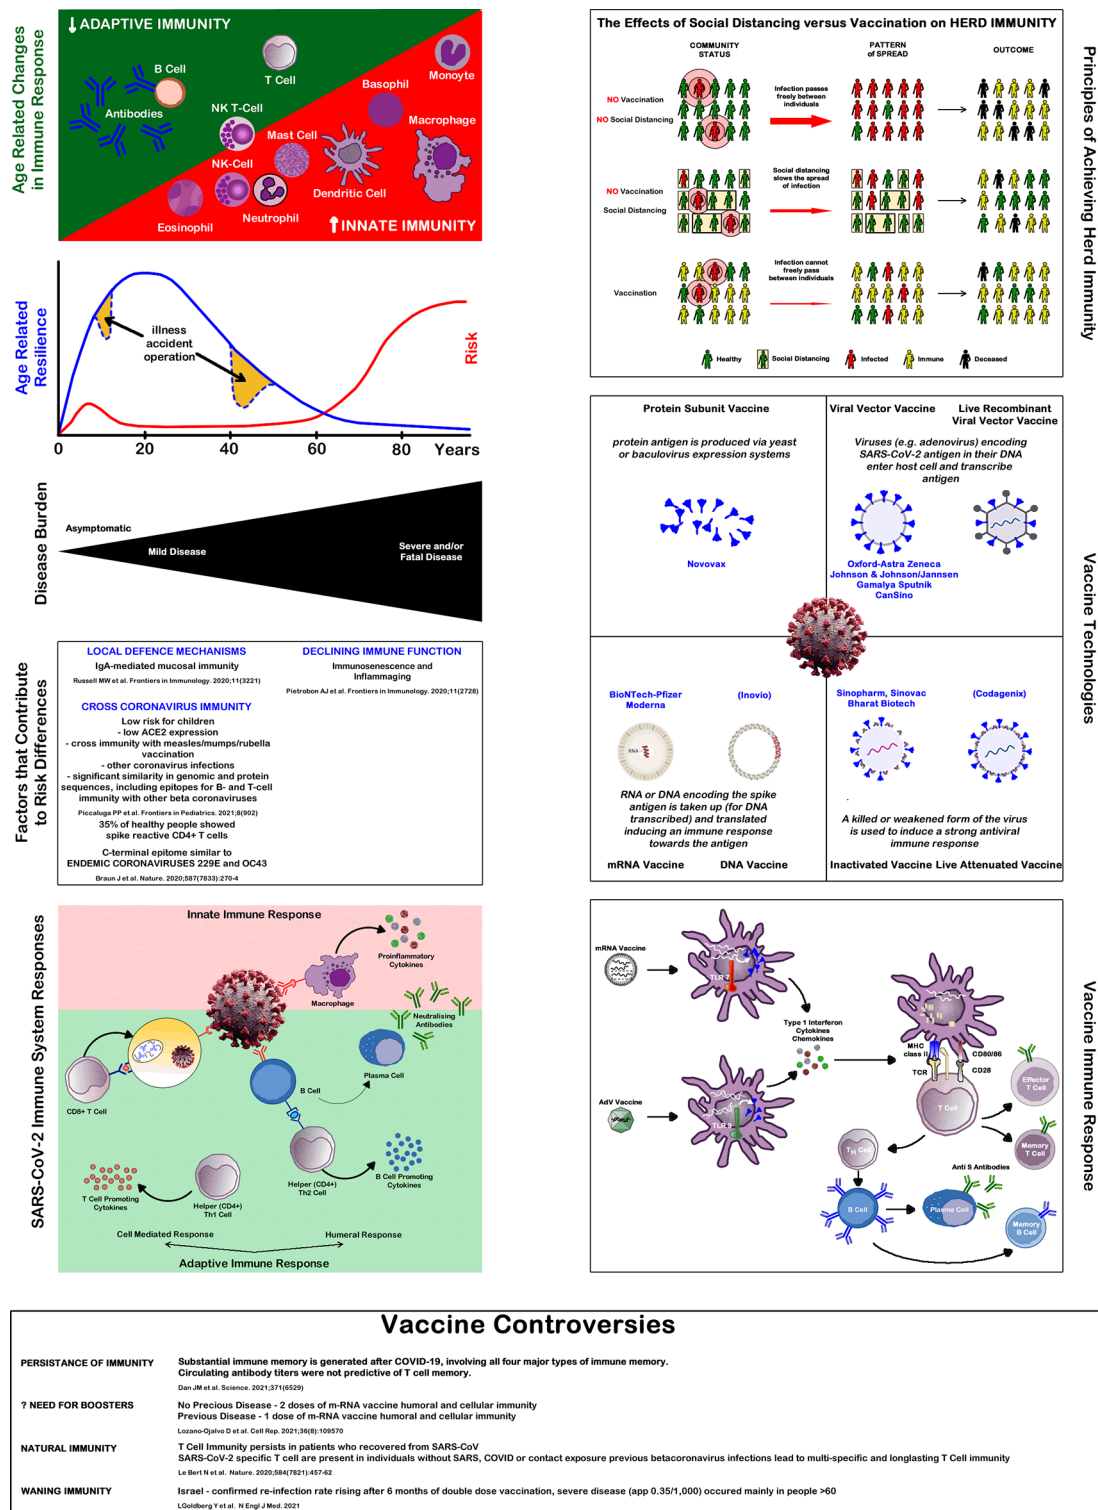 Age Related Changes
in Immune Response
ADAPTIVE IMMUNITY
B Cell
T Cell
Antibodies
NK T-Cell
Mast Cell
Basophil
Monoyte
Macrophage
NK-Cell
Dendritic Cell
Neutrophil
Eosinophil
INNATE IMMUNITY
Age Related
Resilience
illness
accident
operation
Risk
0 20 40 60 80 Years
Disease Burden
Asymptomatic
Mild Disease
Severe and/or
Fatal Disease
Factors that Contribute
to Risk Differences
LOCAL DEFENCE MECHANISMS
IgA-mediated mucosal immunity
Russell MW et al. Frontiers in Immunology. 2020;11(3221)
DECLINING IMMUNE FUNCTION
Immunosenescence and
Inflammaging
Pietrobon AJ et al. Frontiers in Immunology. 2020;11(2728)
CROSS CORONAVIRUS IMMUNITY
Low risk for children
- low ACE2 expression
- cross immunity with measles/mumps/rubella
vaccination
- other coronavirus infections
- significant similarity in genomic and protein
sequences, including epitopes for B- and T-cell
immunity with other beta coronaviruses
Piccaluga PP et al. Frontiers in Pediatrics. 2021;8(902)
35% of healthy people showed
spike reactive CD4+ T cells
C-terminal epitome similar to
ENDEMIC CORONAVIRUSES 229E and OC43
Braun J et al. Nature. 2020;587(7833):270-4
SARS-CoV-2 Immune System Responses
Innate Immune Response
Proinflammatory
Cytokines
Macrophage
Neutralising
Antibodies
Plasma Cell
B Cell
CD8+ T Cell
Helper (CD4+)
Th2 Cell
B Cell Promoting
Cytokines
T Cell Promoting
Cytokines
Helper (CD4+)
Th1 Cell
Cell Mediated Response
Humeral Response
Adaptive Immune Response
Principles of Achieving Herd Immunity
The Effects of Social Distancing versus Vaccination on HERD IMMUNITY
COMMUNITY
STATUS
PATTERN
of SPREAD
OUTCOME
NO Vaccination
NO Social Distancing
Infection passes
freely between
individuals
NO Vaccination
Social Distancing
Social distancing
slows the spread
of infection
Vaccination
Infection cannot
freely pass
between individuals
Healthy
Social Distancing
Infected
Immune
Deceased
Vaccine Technologies
Protein Subunit Vaccine
protein antigen is produced via yeast
or baculovirus expression systems
Novovax
Viral Vector Vaccine
Live Recombinant
Viral Vector Vaccine
Viruses (e.g. adenovirus) encoding
SARS-CoV-2 antigen in their DNA
enter host cell and transcribe
antigen
Oxford-Astra Zeneca
Johnson & Johnson/Jannsen
Gamalya Sputnik
CanSino
BioNTech-Pfizer
Moderna
(Inovio)
RNA
RNA or DNA encoding the spike
antigen is taken up (for DNA
transcribed) and translated
inducing an immune response
towards the antigen
mRNA Vaccine
DNA Vaccine
Sinopharm, Sinovac
Bharat Biotech
(Codagenix)
A killed or weakened form of the virus
is used to induce a strong antiviral
immune response
Inactivated Vaccine Live Attenuated Vaccine
Vaccine Immune Response
mRNA Vaccine
TLR 7
Type 1 Interferon
Cytokines
Chemokines
AdV Vaccine
TLR 9
MHC
class II
TCR
CD80/86
CD28
T Cell
Effector
T Cell
Memory
T Cell
TH Cell
Anti S Antibodies
B Cell
Plasma Cell
Memory
B Cell
Vaccine Controversies
PERSISTANCE OF IMMUNITY
Substantial immune memory is generated after COVID-19, involving all four major types of immune memory.
Circulating antibody titers were not predictive of T cell memory.
Dan JM et al. Science. 2021;371(6529)
? NEED FOR BOOSTERS
No Precious Disease - 2 doses of m-RNA vaccine humoral and cellular immunity
Previous Disease - 1 dose of m-RNA vaccine humoral and cellular immunity
Lozano-Ojalvo D et al. Cell Rep. 2021;36(8):109570
NATURAL IMMUNITY
T Cell Immunity persists in patients who recovered from SARS-CoV
SARS-CoV-2 specific T cell are present in individuals without SARS, COVID or contact exposure previous betacoronavirus infections lead to multi-specific and longlasting T Cell immunity
Le Bert N et al. Nature. 2020;584(7821):457-62
WANING IMMUNITY
Israel - confirmed re-infection rate rising after 6 months of double dose vaccination, severe disease (app 0.35/1,000) occured mainly in people >60
LGoldberg Y et al. N Engl J Med. 2021